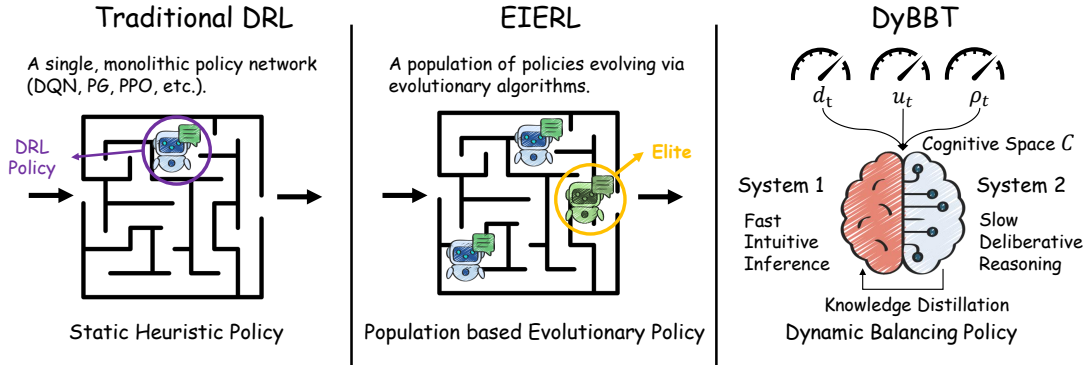 Traditional DRL
A single, monolithic policy network
(DQN, PG, PPO, etc.).
DRL
Policy
Static Heuristic Policy
EIERL
A population of policies evolving via
evolutionary algorithms.
Elite
Population based Evolutionary Policy
DyBBT
d_t
u_t
ρ_t
Cognitive Space C
System 1
Fast
Intuitive
Inference
System 2
Slow
Deliberative
Reasoning
Knowledge Distillation
Dynamic Balancing Policy